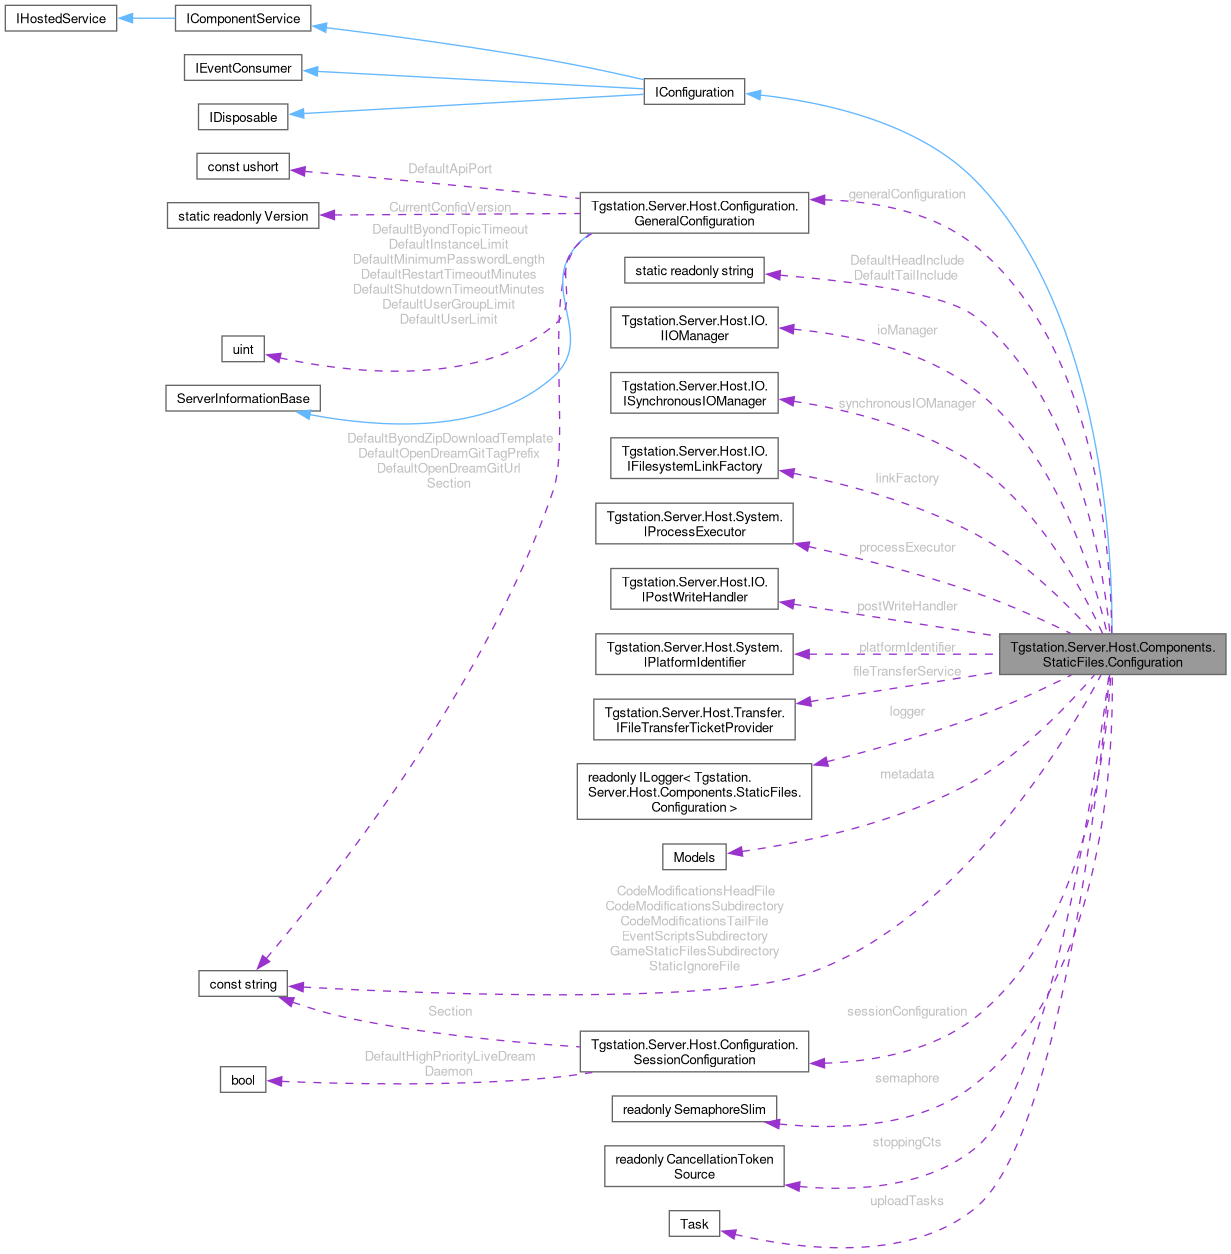 IHostedService
IComponentService
IEventConsumer
IDisposable
IConfiguration
const ushort
DefaultApiPort
static readonly Version
CurrentConfigVersion
Tgstation.Server.Host.Configuration.
GeneralConfiguration
generalConfiguration
DefaultByondTopicTimeout
DefaultInstanceLimit
DefaultMinimumPasswordLength
DefaultRestartTimeoutMinutes
DefaultShutdownTimeoutMinutes
DefaultUserGroupLimit
DefaultUserLimit
uint
ServerInformationBase
DefaultByondZipDownloadTemplate
DefaultOpenDreamGitTagPrefix
DefaultOpenDreamGitUrl
Section
static readonly string
DefaultHeadInclude
DefaultTailInclude
Tgstation.Server.Host.IO.
IIOManager
ioManager
Tgstation.Server.Host.IO.
ISynchronousIOManager
synchronousIOManager
Tgstation.Server.Host.IO.
IFilesystemLinkFactory
linkFactory
Tgstation.Server.Host.System.
IProcessExecutor
processExecutor
Tgstation.Server.Host.IO.
IPostWriteHandler
postWriteHandler
Tgstation.Server.Host.System.
IPlatformIdentifier
platformIdentifier
Tgstation.Server.Host.Components.
StaticFiles.Configuration
Tgstation.Server.Host.Transfer.
IFileTransferTicketProvider
fileTransferService
readonly ILogger< Tgstation.
Server.Host.Components.StaticFiles.
Configuration >
logger
Models
metadata
CodeModificationsHeadFile
CodeModificationsSubdirectory
CodeModificationsTailFile
EventScriptsSubdirectory
GameStaticFilesSubdirectory
StaticIgnoreFile
const string
Section
Tgstation.Server.Host.Configuration.
SessionConfiguration
sessionConfiguration
DefaultHighPriorityLiveDream
Daemon
bool
readonly SemaphoreSlim
semaphore
readonly CancellationToken
Source
stoppingCts
Task
uploadTasks